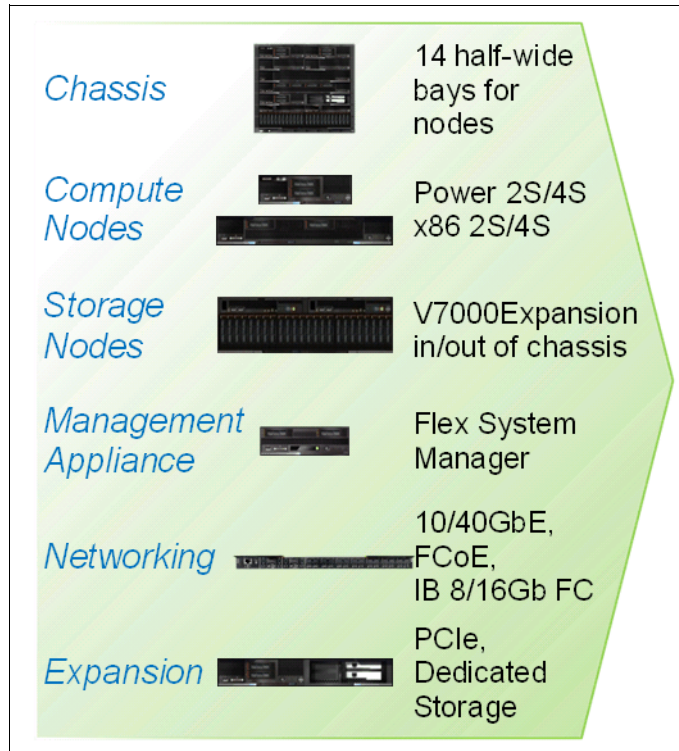 Chassis
14 half-wide
bays for
nodes
Compute
Nodes
Power 2S/4S
x86 2S/4S
Storage
Nodes
V7000Expansion
in/out of chassis
Management
Appliance
Flex System
Manager
Networking
10/40GbE,
FCoE,
IB 8/16Gb FC
Expansion
PCIe,
Dedicated
Storage